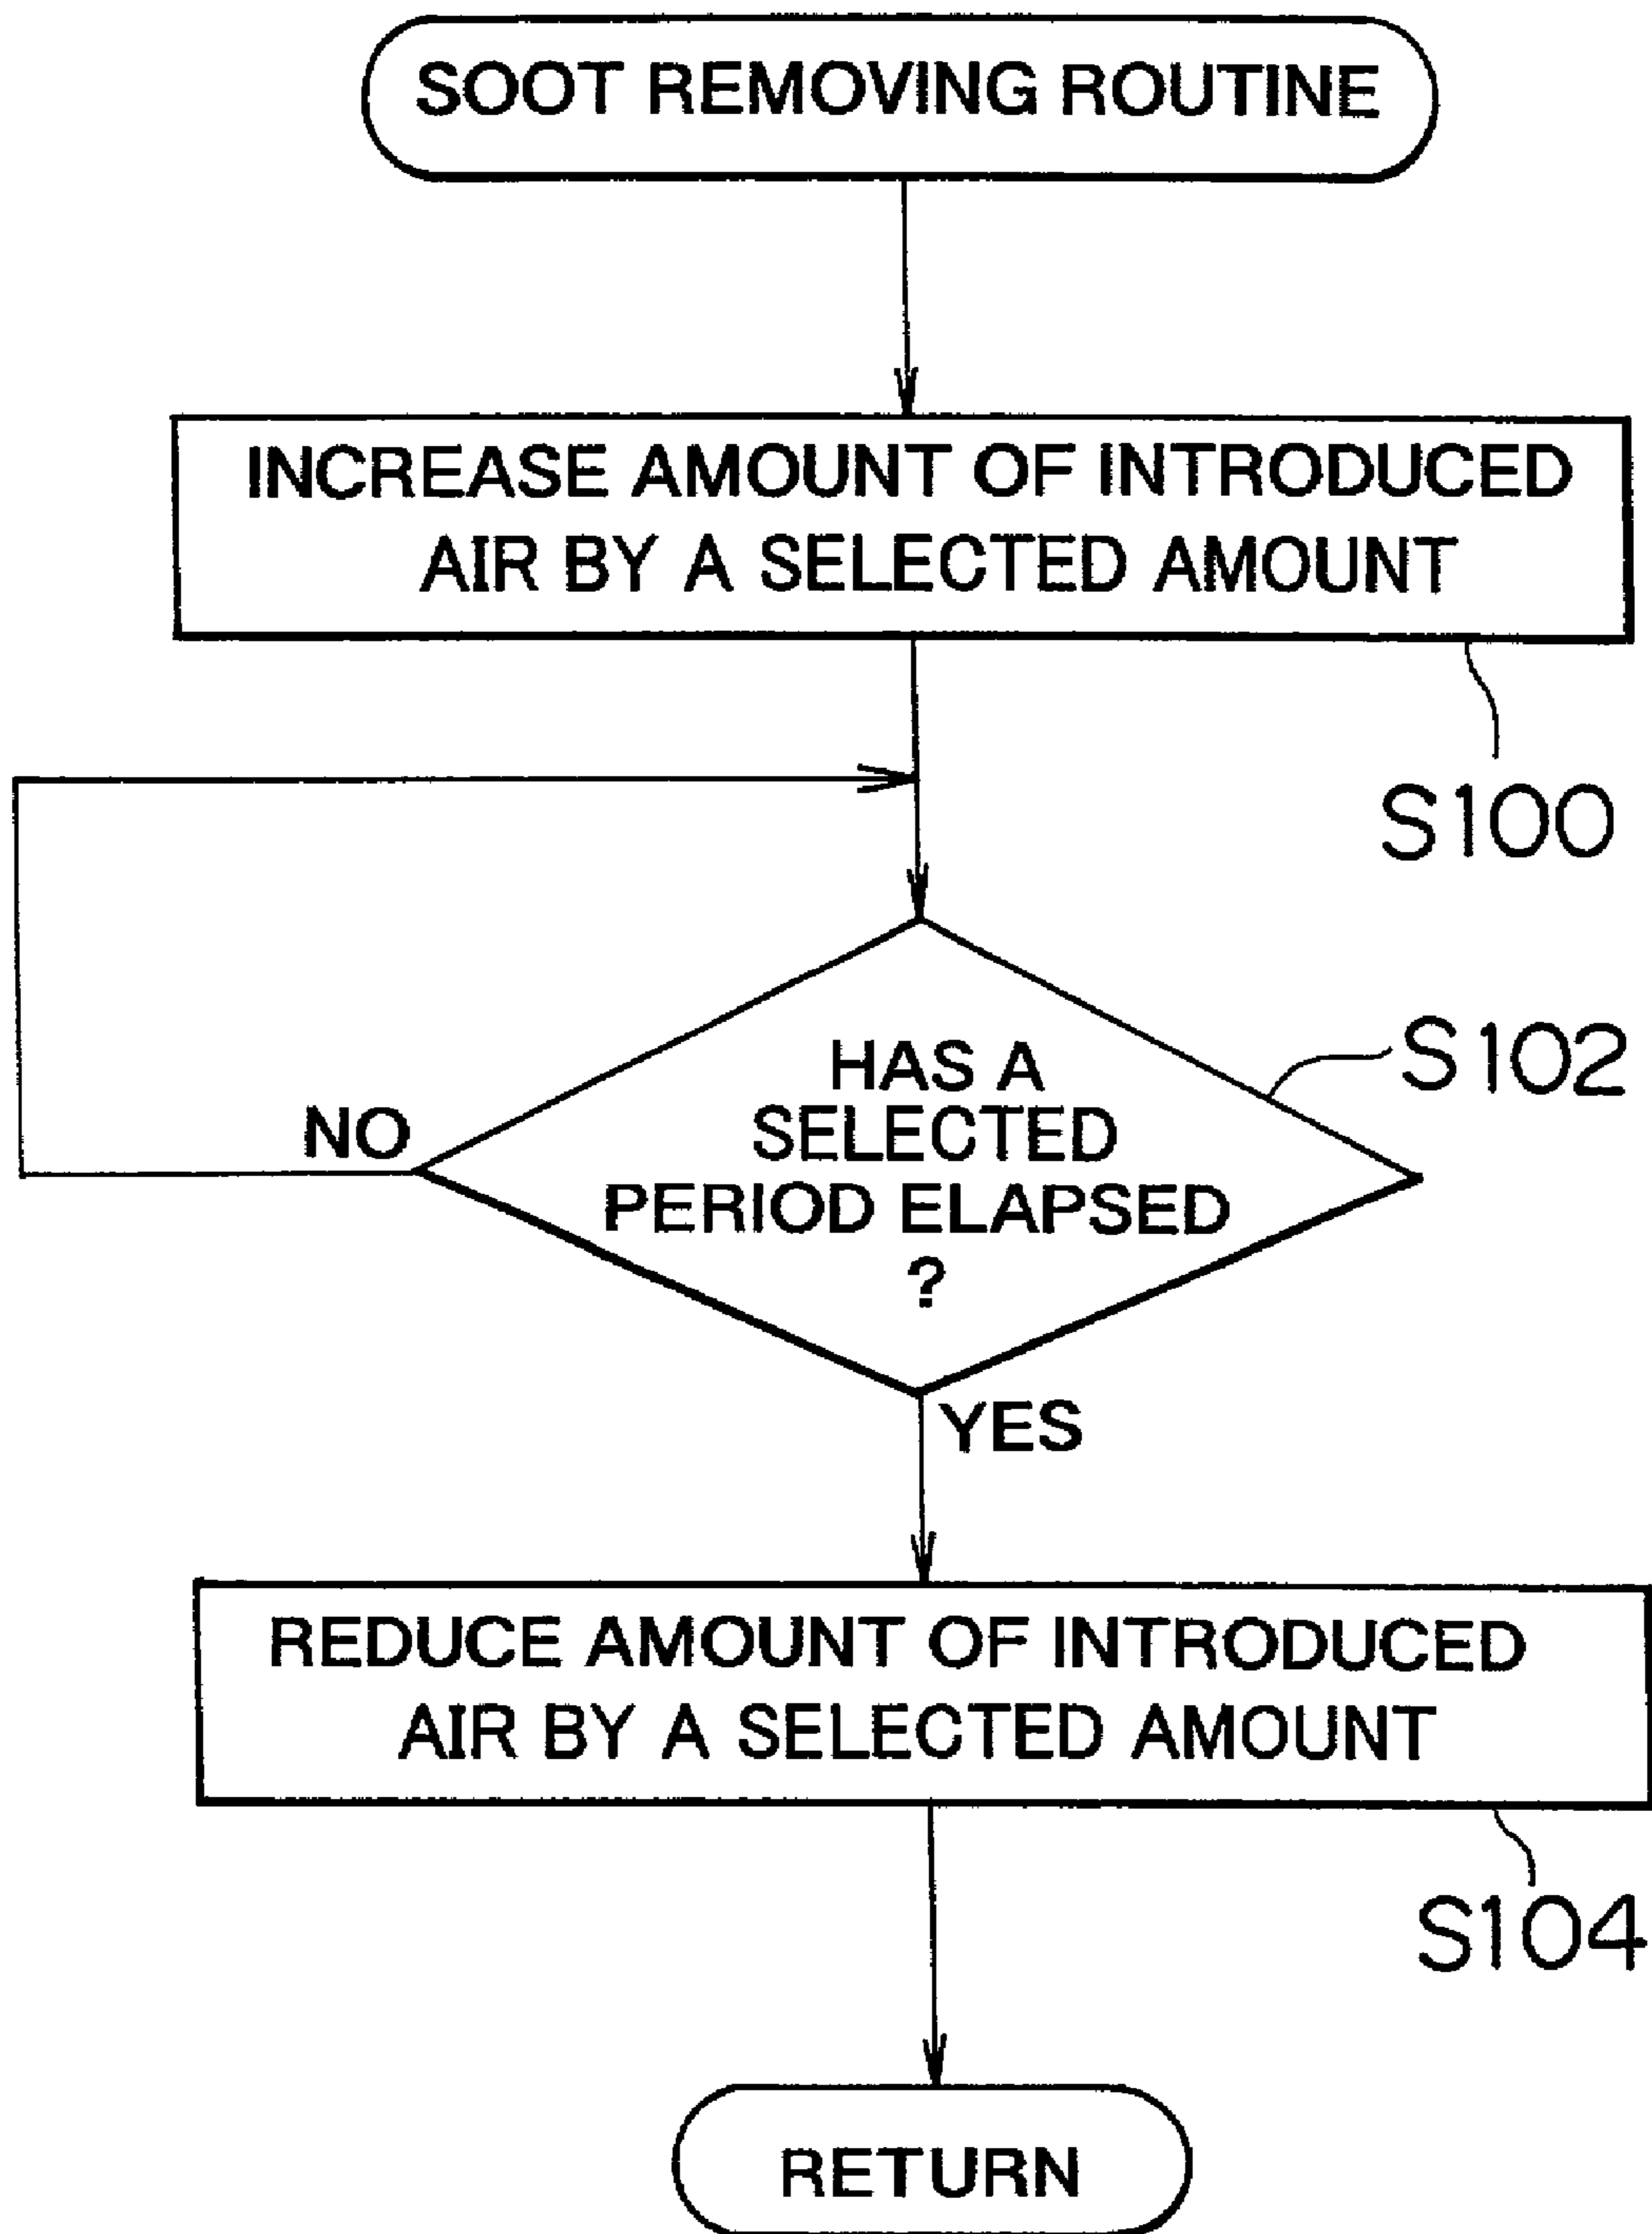 SOOT REMOVING ROUTINE
INCREASE AMOUNT OF INTRODUCED
AIR BY A SELECTED AMOUNT
S100
HAS A
SELECTED
PERIOD ELAPSED
?
S102
NO
YES
REDUCE AMOUNT OF INTRODUCED
AIR BY A SELECTED AMOUNT
S104
RETURN